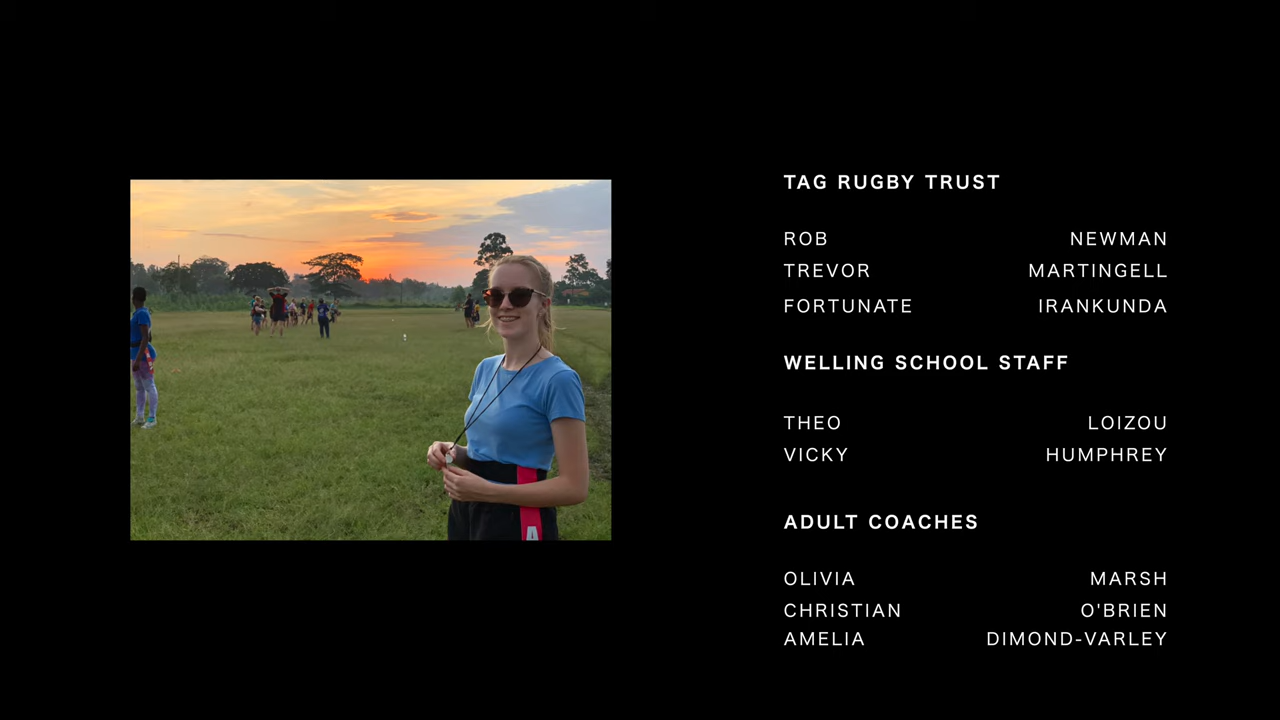 TAG RUGBY TRUST
ROB NEWMAN
TREVOR MARTINGELL
FORTUNATE IRANKUNDA
WELLING SCHOOL STAFF
THEO LOIZOU
VICKY HUMPHREY
ADULT COACHES
OLIVIA MARSH
CHRISTIAN O'BRIEN
AMELIA DIMOND-VARLEY